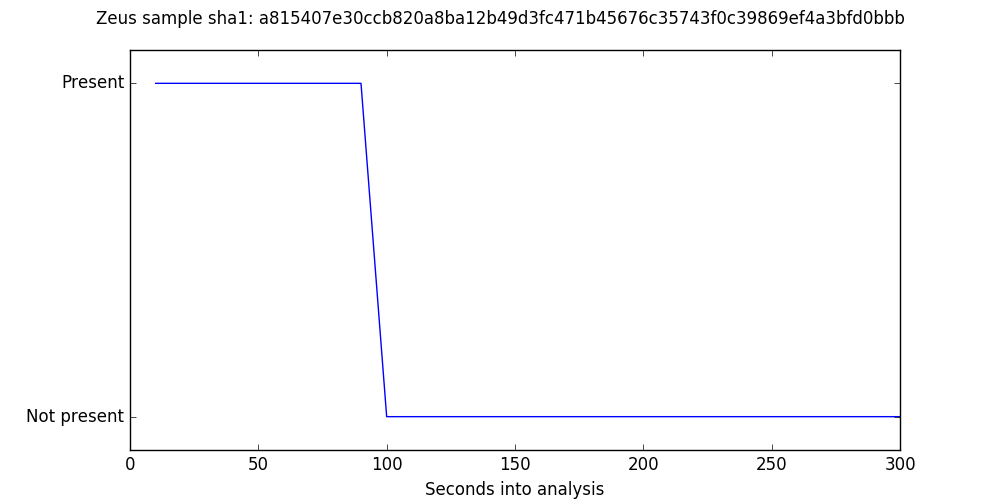 Zeus sample sha1: a815407e30ccb820a8ba12b49d3fc471b45676c35743f0c39869ef4a3bfd0bbb
Present
Not present
0 50 100 150 200 250 300
Seconds into analysis